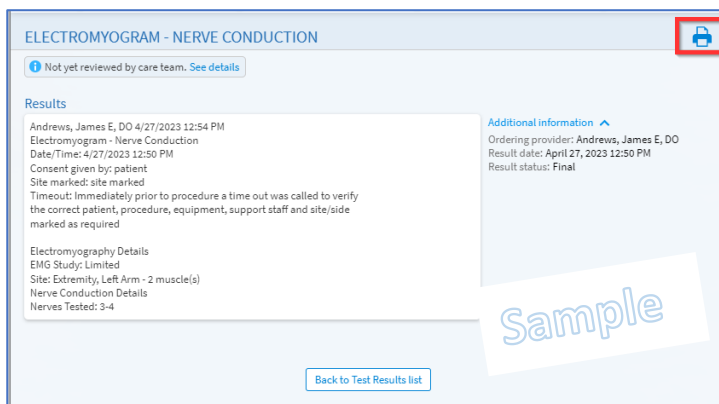 ELECTROMYOGRAM - NERVE CONDUCTION
Not yet reviewed by care team. See details
Results
Andrews, James E, DO 4/27/2023 12:54 PM
Electromyogram - Nerve Conduction
Date/Time: 4/27/2023 12:50 PM
Consent given by: patient
Site marked: site marked
Timeout: Immediately prior to procedure a time out was called to verify
the correct patient, procedure, equipment, support staff and site/side
marked as required
Electromyography Details
EMG Study: Limited
Site: Extremity, Left Arm - 2 muscle(s)
Nerve Conduction Details
Nerves Tested: 3-4
Additional information
Ordering provider: Andrews, James E, DO
Result date: April 27, 2023 12:50 PM
Result status: Final
Sample
Back to Test Results list